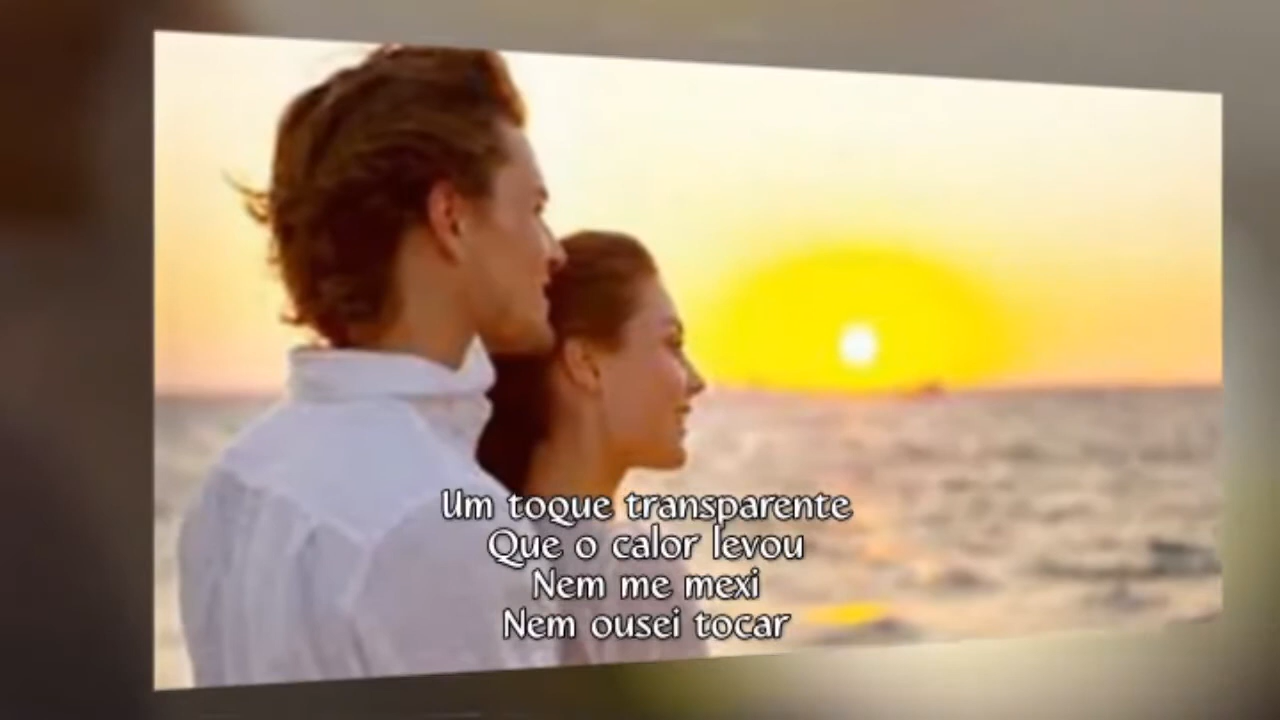 Um toque transparente
Que o calor levou
Nem me mexi
Nem ousei tocar